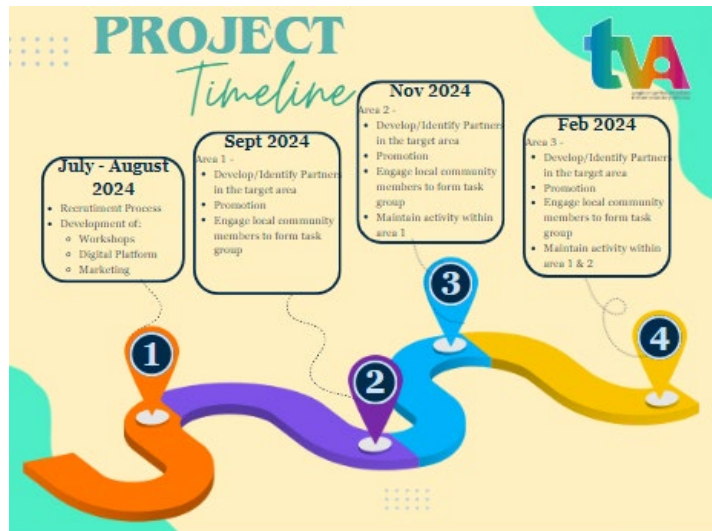 PROJECT
Timeline
tvA
July - August
2024
Recrutiment Process
Development of:
Workshops
Digital Platform
Marketing
Sept 2024
Area 1 -
Develop/Identify Partners
in the target area
Promotion
Engage local community
members to form task
group
Nov 2024
Area 2 -
Develop/Identify Partners
in the target area
Promotion
Engage local community
members to form task
group
Maintain activity within
area 1
Feb 2024
Area 3 -
Develop/Identify Partners
in the target area
Promotion
Engage local community
members to form task
group
Maintain activity within
area 1 & 2
1
2
3
4